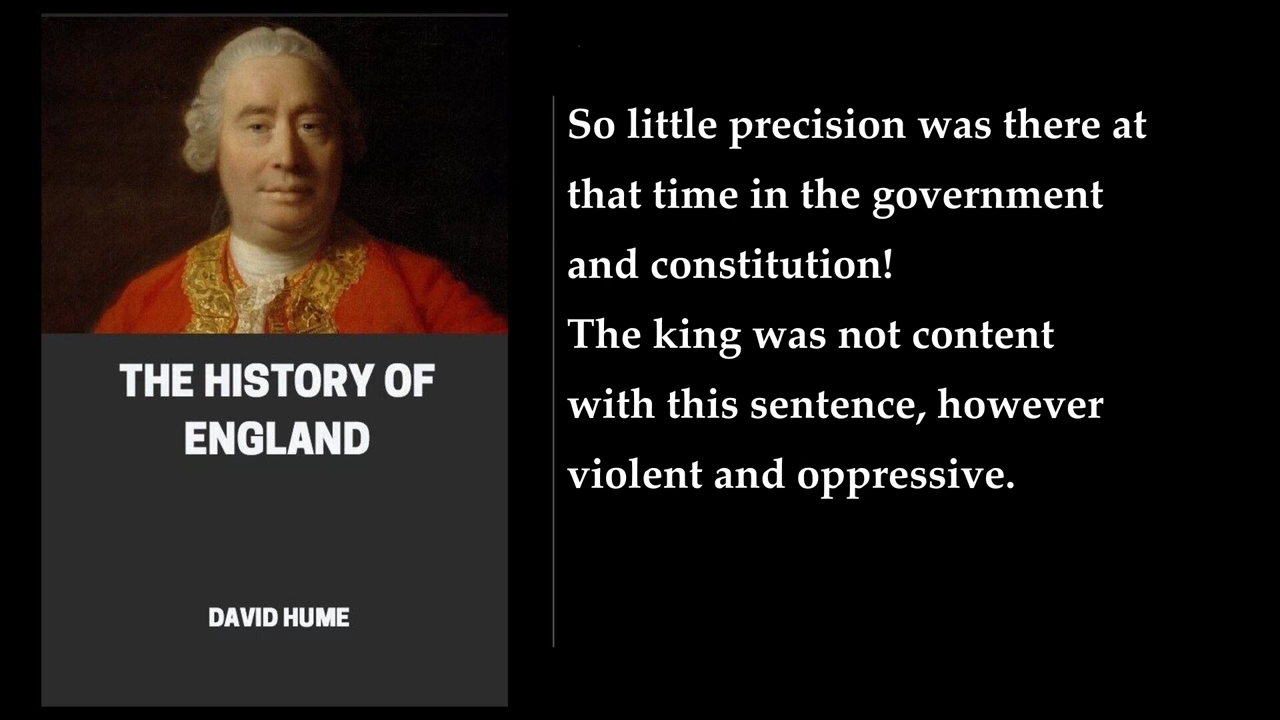 THE HISTORY OF
ENGLAND
DAVID HUME
So little precision was there at
that time in the government
and constitution!
The king was not content
with this sentence, however
violent and oppressive.